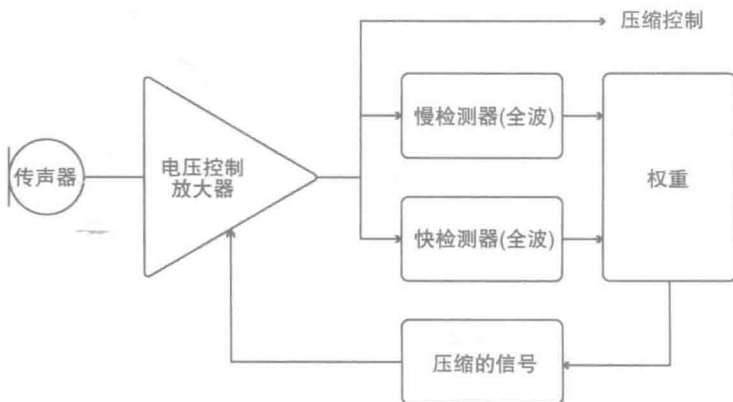 压缩控制
慢检测器(全波)
传声器
电压控制
放大器
权重
快检测器(全波)
压缩的信号